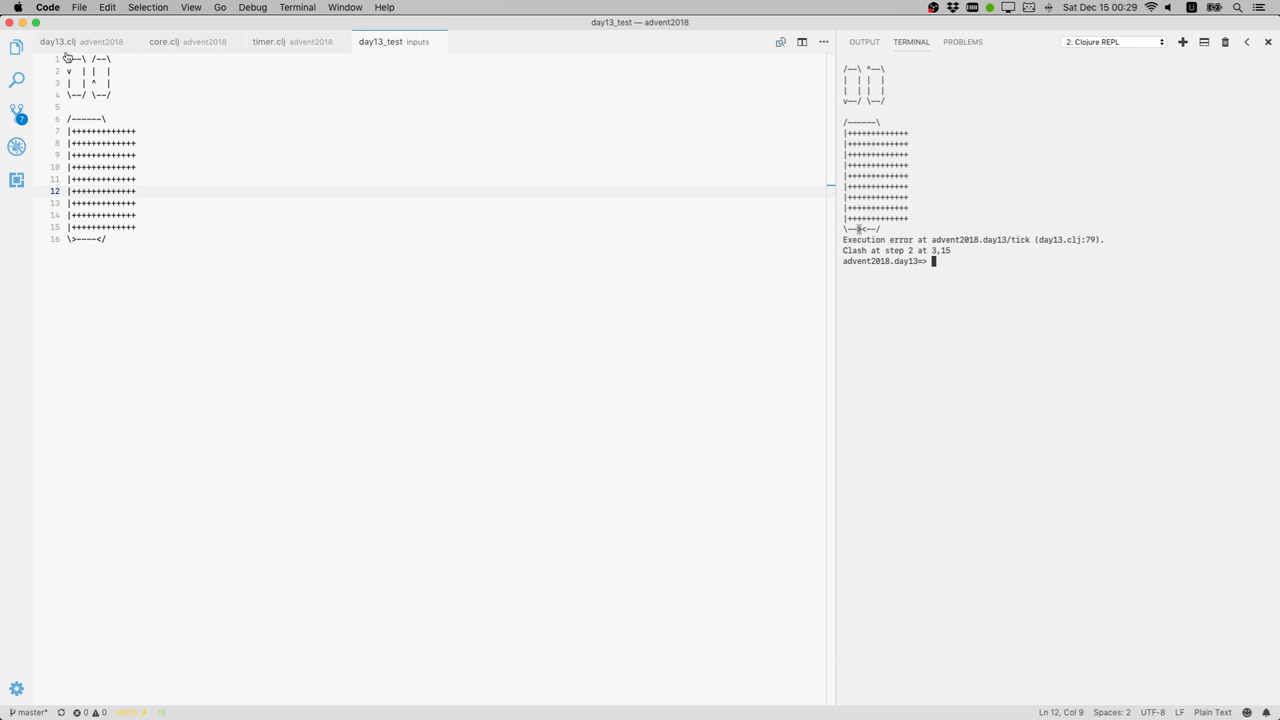 Code File Edit Selection View Go Debug Terminal Window Help U Sat Dec 15 00:29
day13_test — advent2018
day13.clj advent2018 core.clj advent2018 timer.clj advent2018 day13_test inputs
1 /--\ /--\
2 v  | |  |
3 |  | ^  |
4 \--/ \--/
5
6 /------\
7 |+++++++++++++
8 |+++++++++++++
9 |+++++++++++++
10 |+++++++++++++
11 |+++++++++++++
12 |+++++++++++++
13 |+++++++++++++
14 |+++++++++++++
15 |+++++++++++++
16 \>----</
OUTPUT TERMINAL PROBLEMS 2: Clojure REPL
/--\ ^--\
|  | |  |
|  | |  |
v--/ \--/
/------\
|+++++++++++++
|+++++++++++++
|+++++++++++++
|+++++++++++++
|+++++++++++++
|+++++++++++++
|+++++++++++++
|+++++++++++++
|+++++++++++++
\--><--/
Execution error at advent2018.day13/tick (day13.clj:79).
Clash at step 2 at 3,15
advent2018.day13=>
7
master* 0 0 clj Ln 12, Col 9 Spaces: 2 UTF-8 LF Plain Text